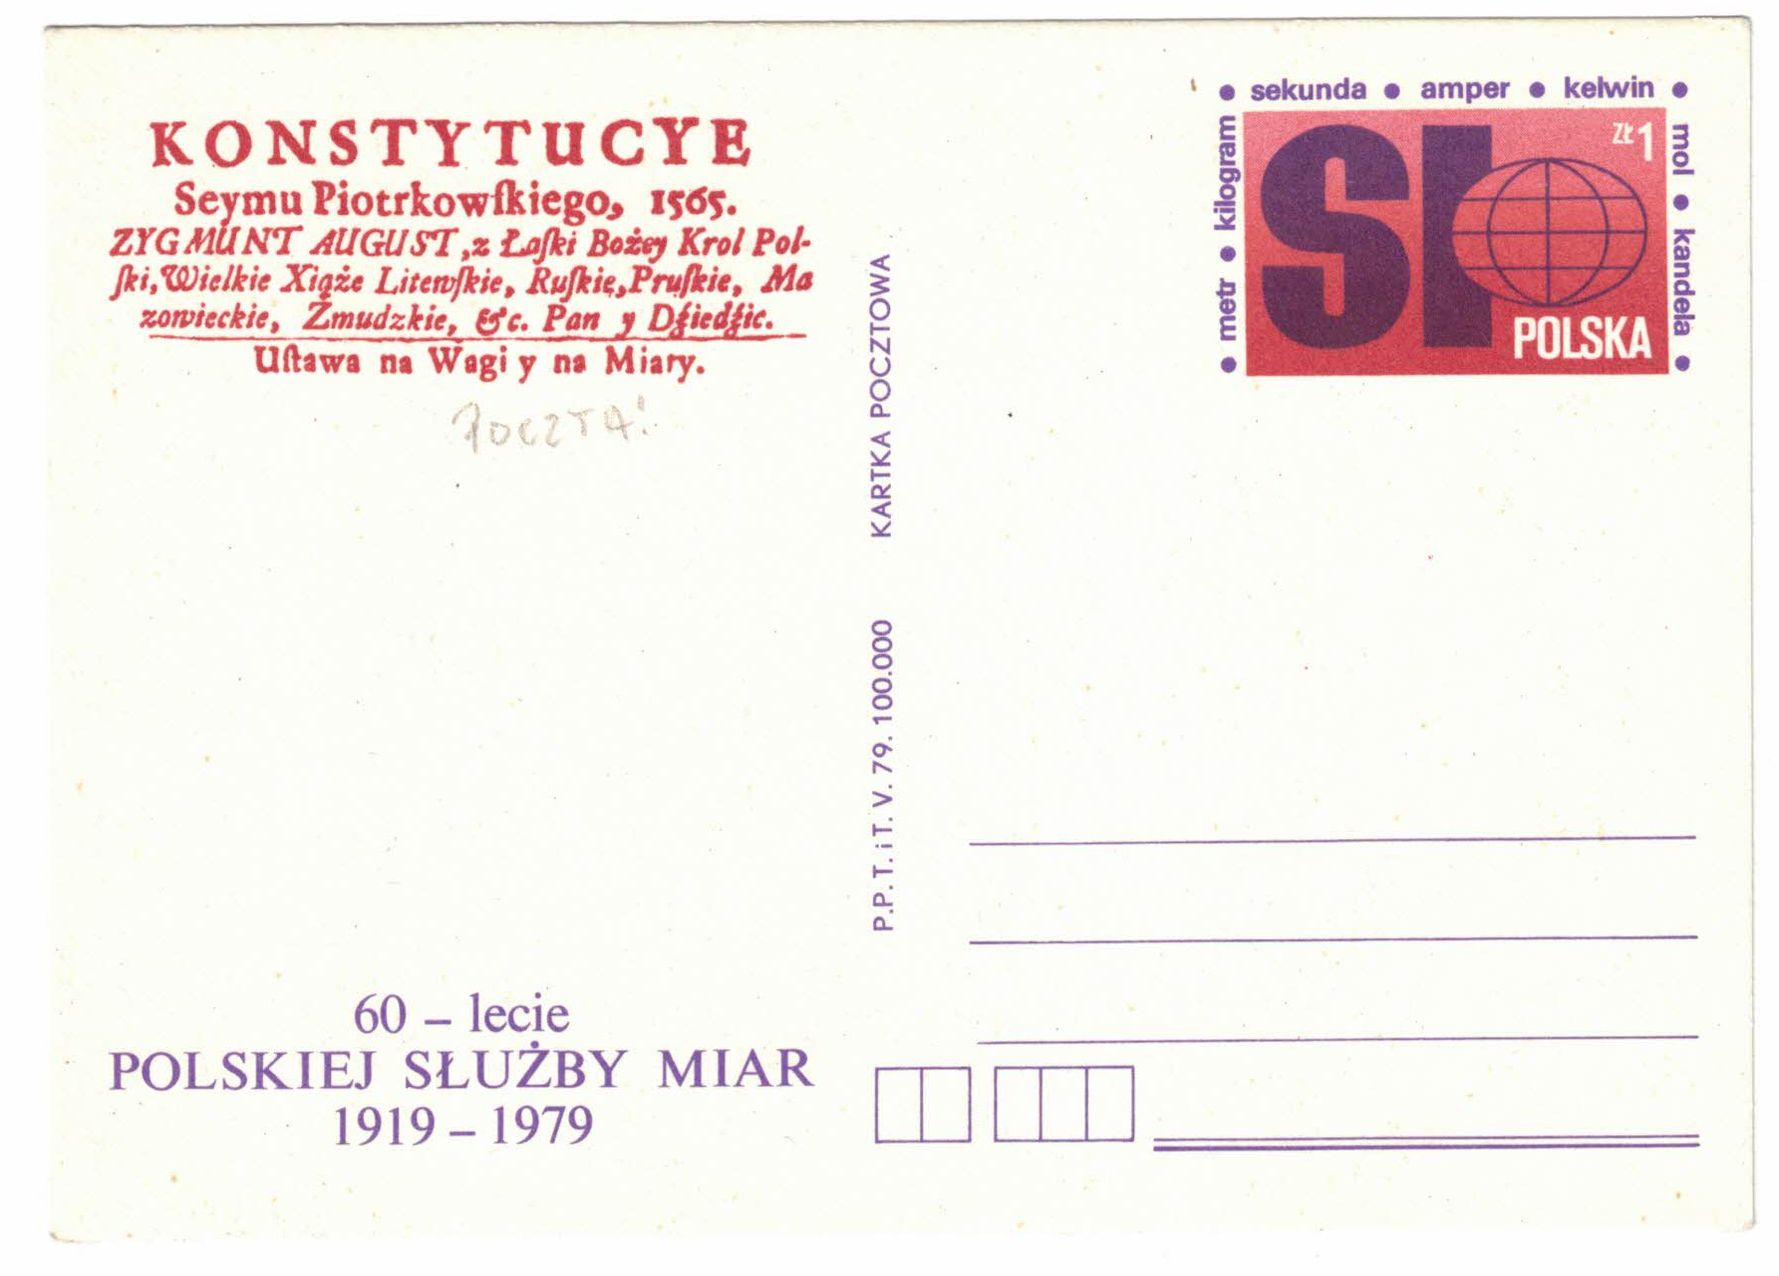 KONSTYTUCYE
Seymu Piotrkowſkiego, 1565.
ZYGMUNT AUGUST, z Łaſki Bożey Krol Pol-
ſki, Wielkie Xiąże Litewſkie, Ruſkie, Pruſkie, Ma
zowieckie, Żmudzkie, &c. Pan y Dźiedźic.
Uſtawa na Wagi y na Miary.
POCZTA!
60 – lecie
POLSKIEJ SŁUŻBY MIAR
1919 – 1979
KARTKA POCZTOWA
P.P.T. i T. V. 79. 100.000
• metr • kilogram
• sekunda • amper • kelwin •
mol • kandela •
SI
ZŁ 1
POLSKA